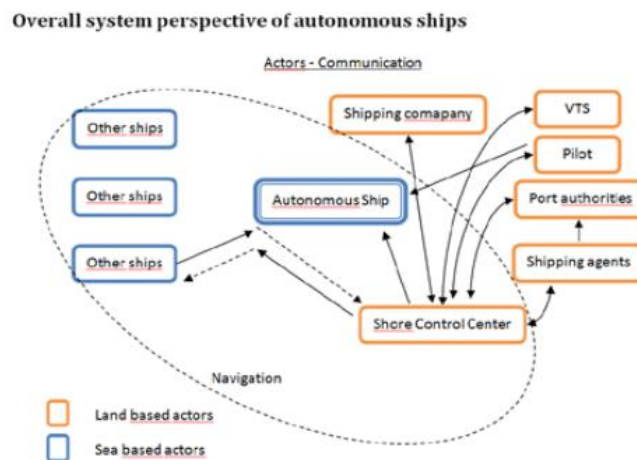 Overall system perspective of autonomous ships
Actors - Communication
Shipping comapany
VTS
Other ships
Pilot
Other ships
Autonomous Ship
Port authorities
Other ships
Shipping agents
Shore Control Center
Navigation
Land based actors
Sea based actors